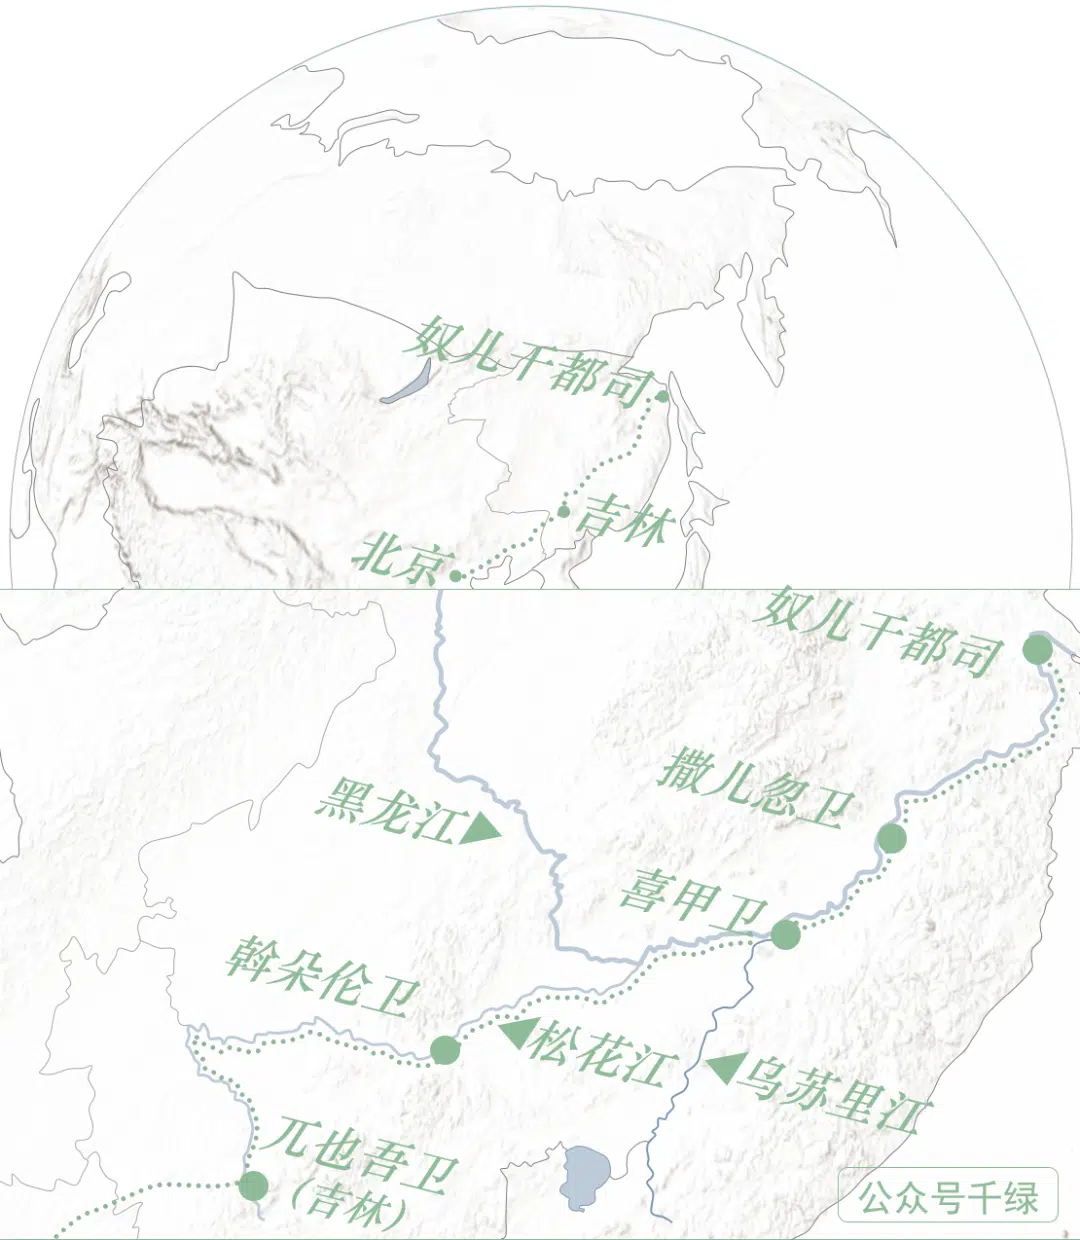 奴儿干都司
吉林
北京
奴儿干都司
撒儿忽卫
黑龙江
喜甲卫
斡朵伦卫
松花江
乌苏里江
兀也吾卫
（吉林）
公众号千绿